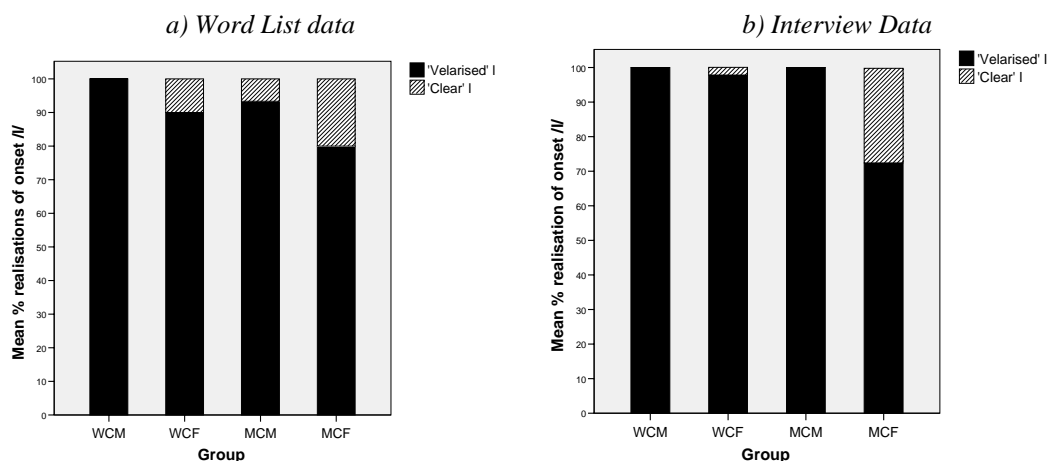 a) Word List data
Mean % realisations of onset /l/
100
90
80
70
60
50
40
30
20
10
0
WCM WCF MCM MCF
Group
'Velarised' l
'Clear' l
b) Interview Data
Mean % realisation of onset /l/
100
90
80
70
60
50
40
30
20
10
0
WCM WCF MCM MCF
Group
'Velarised' l
'Clear' l